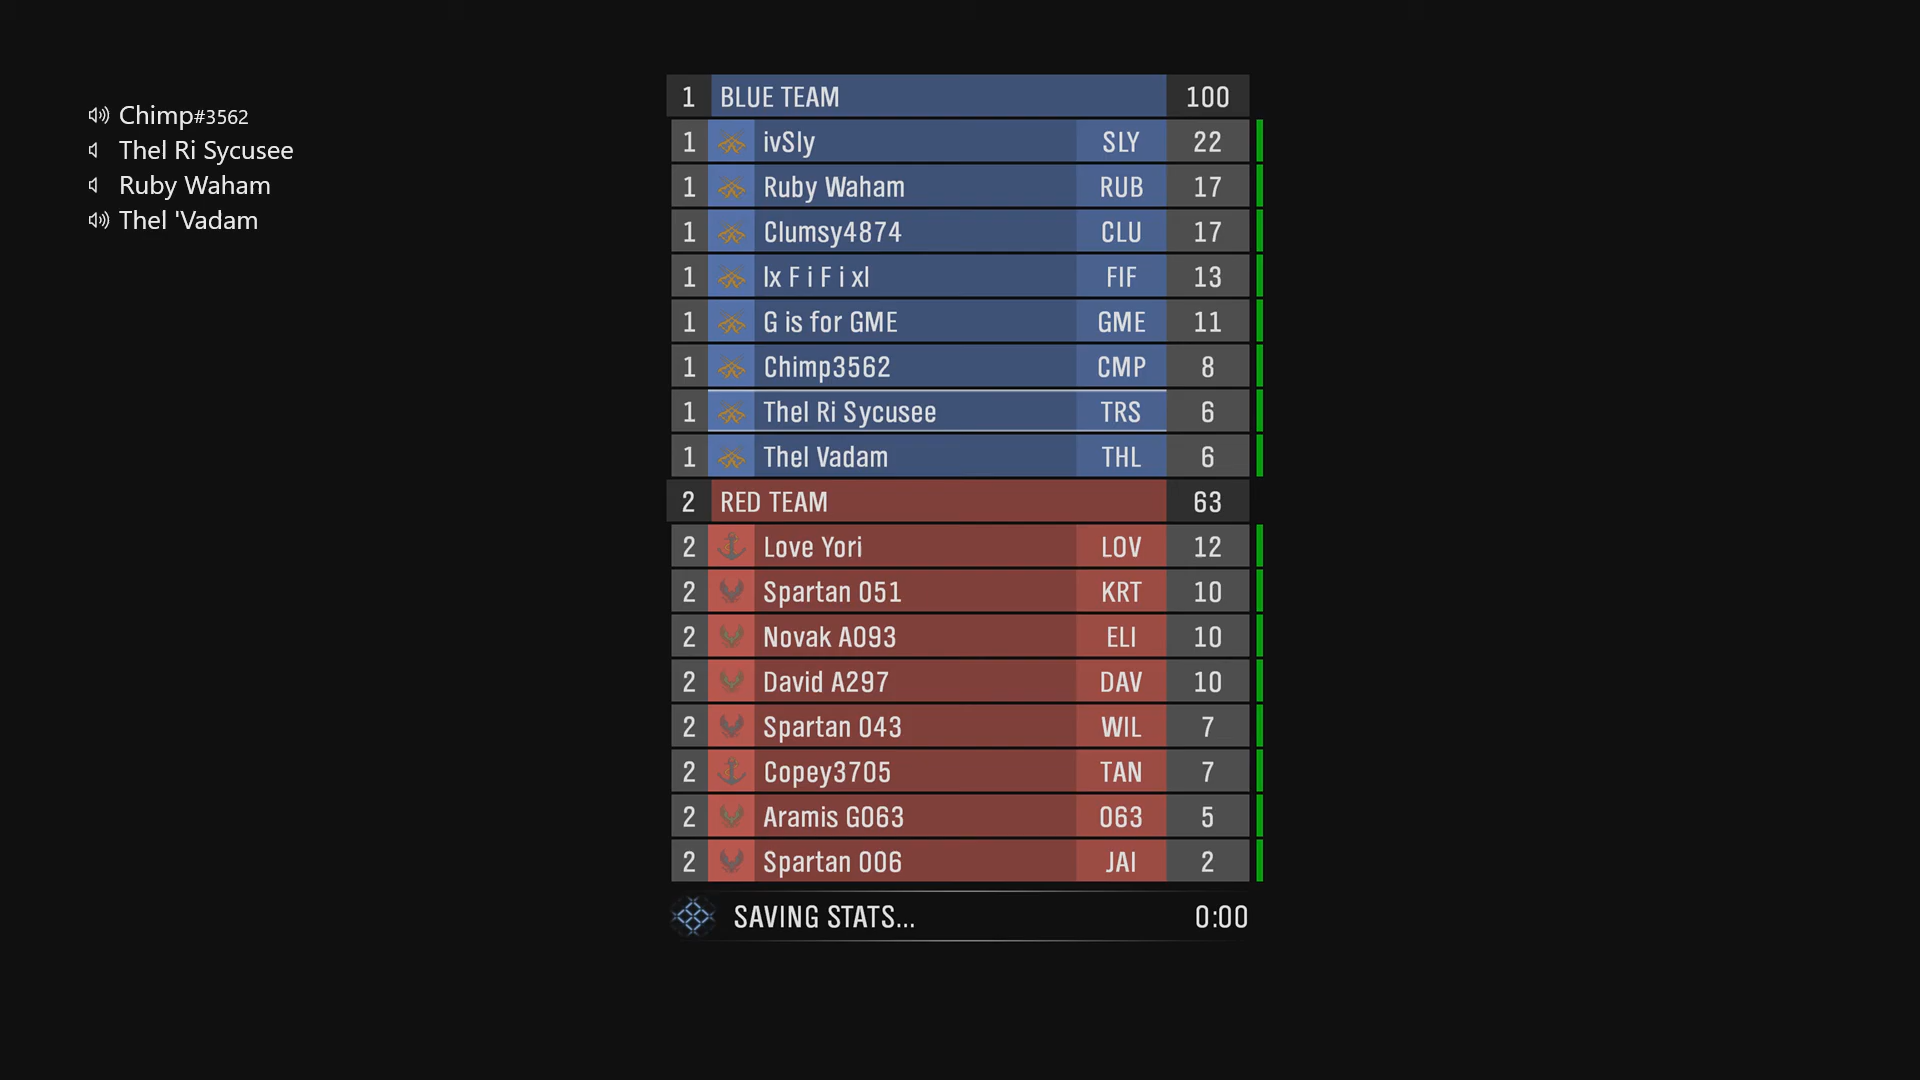 Chimp#3562
Thel Ri Sycusee
Ruby Waham
Thel 'Vadam
1 BLUE TEAM 100
1 ivSly SLY 22
1 Ruby Waham RUB 17
1 Clumsy4874 CLU 17
1 lx F i F i xl FIF 13
1 G is for GME GME 11
1 Chimp3562 CMP 8
1 Thel Ri Sycusee TRS 6
1 Thel Vadam THL 6
2 RED TEAM 63
2 Love Yori LOV 12
2 Spartan 051 KRT 10
2 Novak A093 ELI 10
2 David A297 DAV 10
2 Spartan 043 WIL 7
2 Copey3705 TAN 7
2 Aramis G063 063 5
2 Spartan 006 JAI 2
SAVING STATS... 0:00